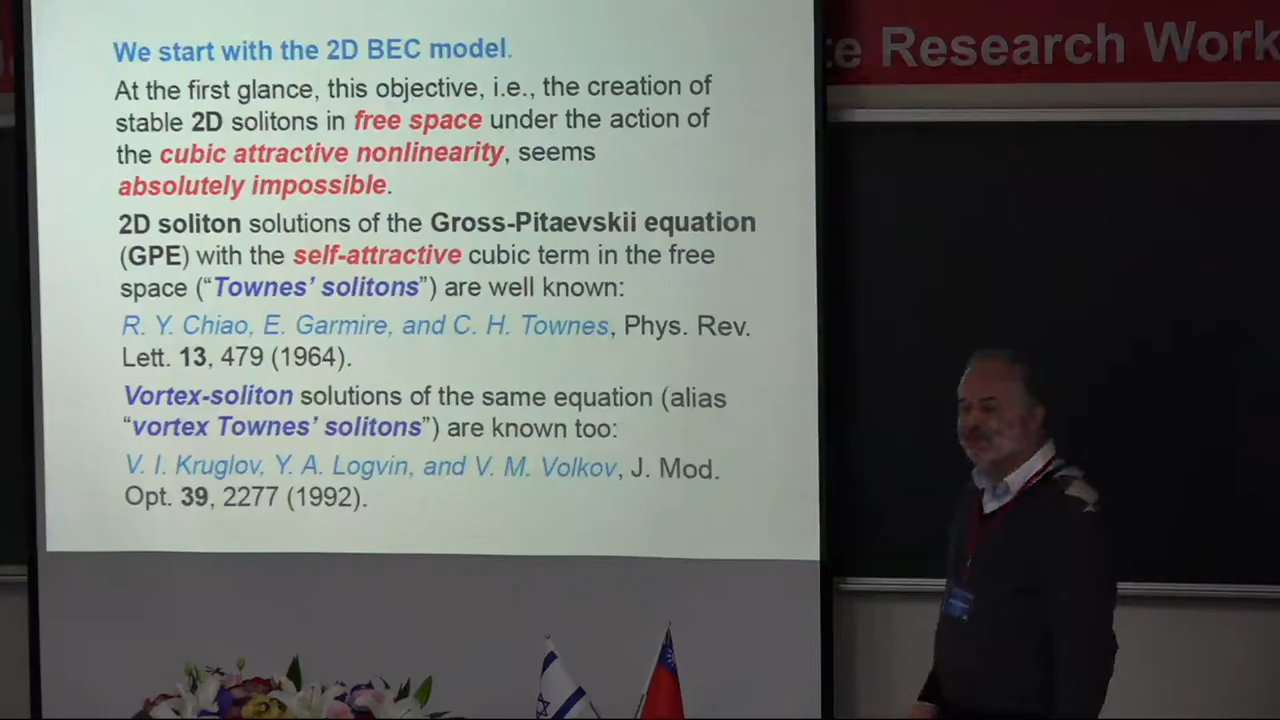 We start with the 2D BEC model.
At the first glance, this objective, i.e., the creation of
stable 2D solitons in free space under the action of
the cubic attractive nonlinearity, seems
absolutely impossible.
2D soliton solutions of the Gross-Pitaevskii equation
(GPE) with the self-attractive cubic term in the free
space (“Townes’ solitons”) are well known:
R. Y. Chiao, E. Garmire, and C. H. Townes, Phys. Rev.
Lett. 13, 479 (1964).
Vortex-soliton solutions of the same equation (alias
“vortex Townes’ solitons”) are known too:
V. I. Kruglov, Y. A. Logvin, and V. M. Volkov, J. Mod.
Opt. 39, 2277 (1992).
Research